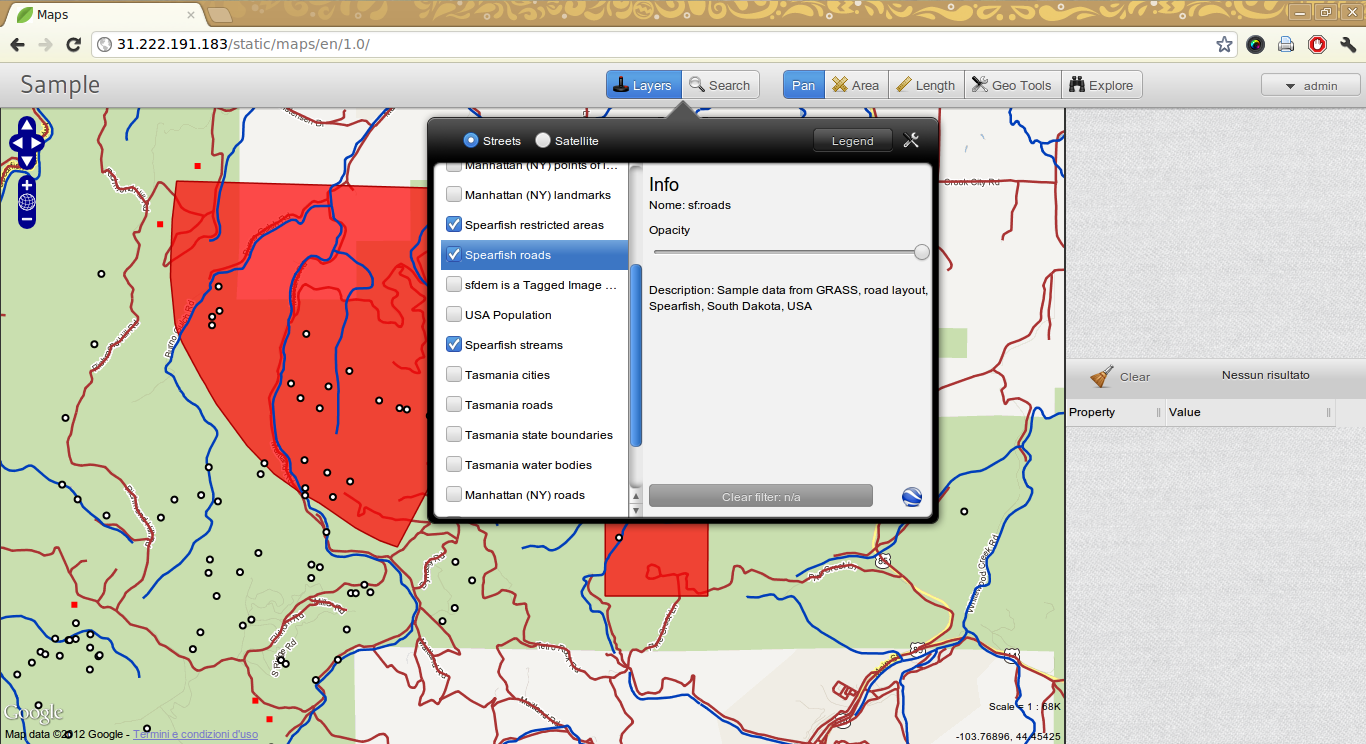 Maps
31.222.191.183/static/maps/en/1.0/
Sample
Layers
Search
Pan
Area
Length
Geo Tools
Explore
admin
Streets
Satellite
Legend
Manhattan (NY) points of l...
Manhattan (NY) landmarks
Spearfish restricted areas
Spearfish roads
sfdem is a Tagged Image ...
USA Population
Spearfish streams
Tasmania cities
Tasmania roads
Tasmania state boundaries
Tasmania water bodies
Manhattan (NY) roads
Info
Nome: sf:roads
Opacity
Description: Sample data from GRASS, road layout,
Spearfish, South Dakota, USA
Clear filter: n/a
Crook City Rd
Clear
Nessun risultato
Property
Value
85
Maitland Rd
Scale = 1 : 68K
Google
Map data ©2012 Google - Termini e condizioni d'uso
-103.76896, 44.45425